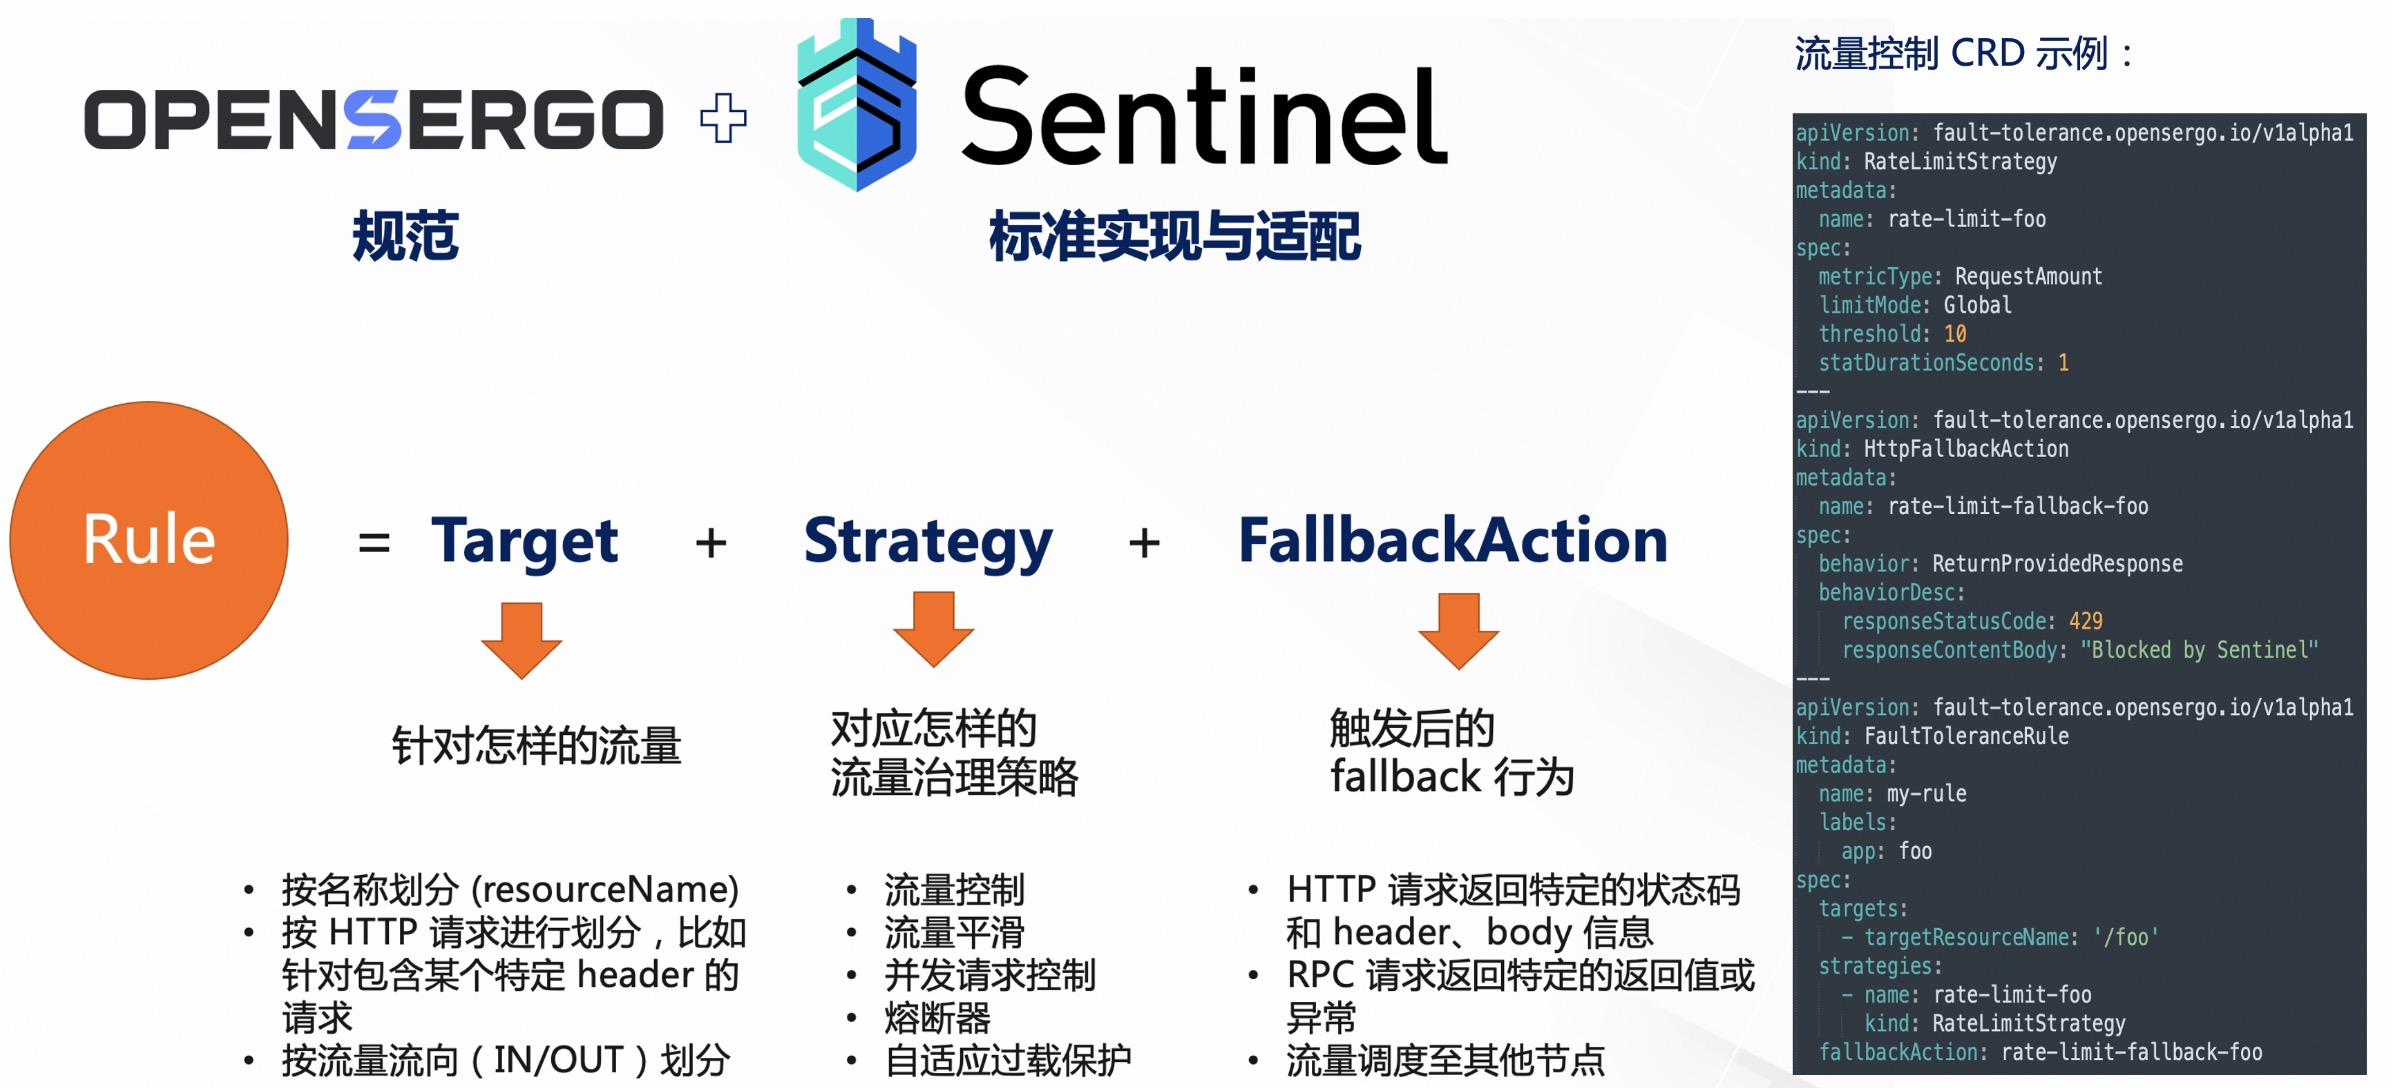 OPENSERGO
Sentinel
规范
标准实现与适配
Rule
= Target + Strategy + FallbackAction
针对怎样的流量
对应怎样的
流量治理策略
触发后的
fallback 行为
• 按名称划分 (resourceName)
• 按 HTTP 请求进行划分，比如
针对包含某个特定 header 的
请求
• 按流量流向（IN/OUT）划分
• 流量控制
• 流量平滑
• 并发请求控制
• 熔断器
• 自适应过载保护
• HTTP 请求返回特定的状态码
和 header、body 信息
• RPC 请求返回特定的返回值或
异常
• 流量调度至其他节点
流量控制 CRD 示例：
apiVersion: fault-tolerance.opensergo.io/v1alpha1
kind: RateLimitStrategy
metadata:
  name: rate-limit-foo
spec:
  metricType: RequestAmount
  limitMode: Global
  threshold: 10
  statDurationSeconds: 1
---
apiVersion: fault-tolerance.opensergo.io/v1alpha1
kind: HttpFallbackAction
metadata:
  name: rate-limit-fallback-foo
spec:
  behavior: ReturnProvidedResponse
  behaviorDesc:
    responseStatusCode: 429
    responseContentBody: "Blocked by Sentinel"
---
apiVersion: fault-tolerance.opensergo.io/v1alpha1
kind: FaultToleranceRule
metadata:
  name: my-rule
  labels:
    app: foo
spec:
  targets:
    - targetResourceName: '/foo'
  strategies:
    - name: rate-limit-foo
      kind: RateLimitStrategy
  fallbackAction: rate-limit-fallback-foo